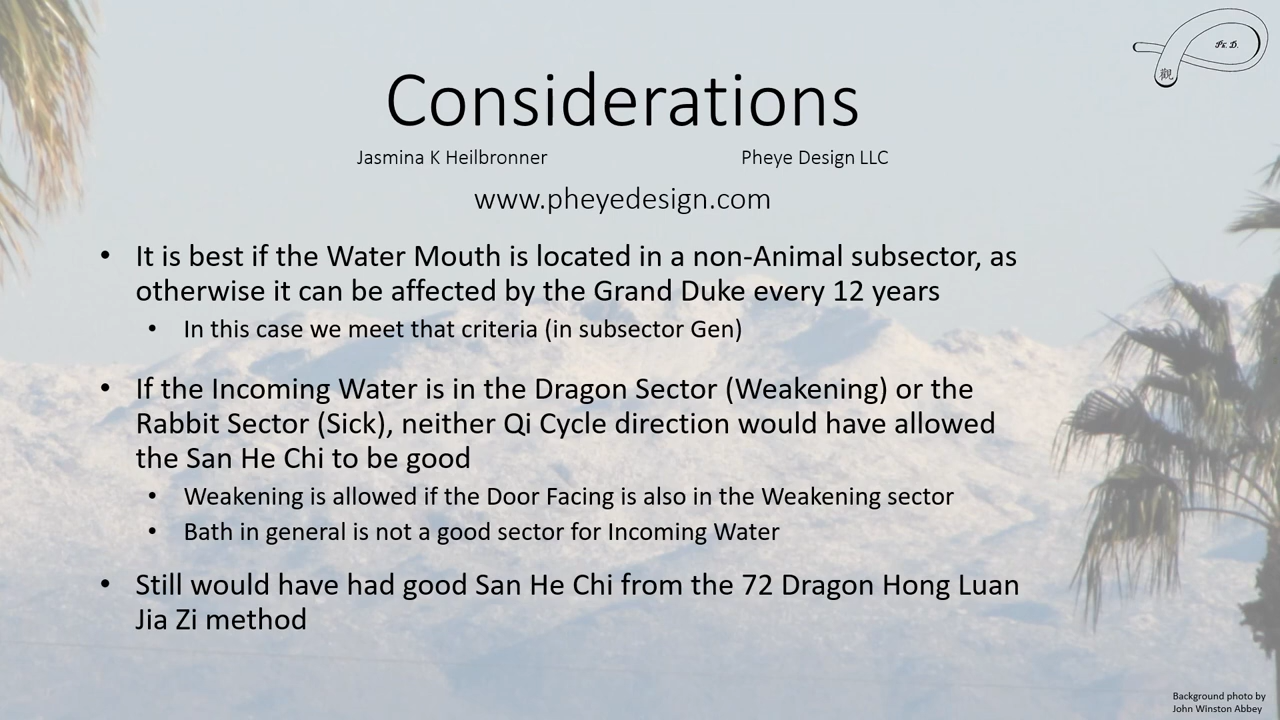 Ps. D.
觀
Considerations
Jasmina K Heilbronner Pheye Design LLC
www.pheyedesign.com
• It is best if the Water Mouth is located in a non-Animal subsector, as
otherwise it can be affected by the Grand Duke every 12 years
• In this case we meet that criteria (in subsector Gen)
• If the Incoming Water is in the Dragon Sector (Weakening) or the
Rabbit Sector (Sick), neither Qi Cycle direction would have allowed
the San He Chi to be good
• Weakening is allowed if the Door Facing is also in the Weakening sector
• Bath in general is not a good sector for Incoming Water
• Still would have had good San He Chi from the 72 Dragon Hong Luan
Jia Zi method
Background photo by
John Winston Abbey